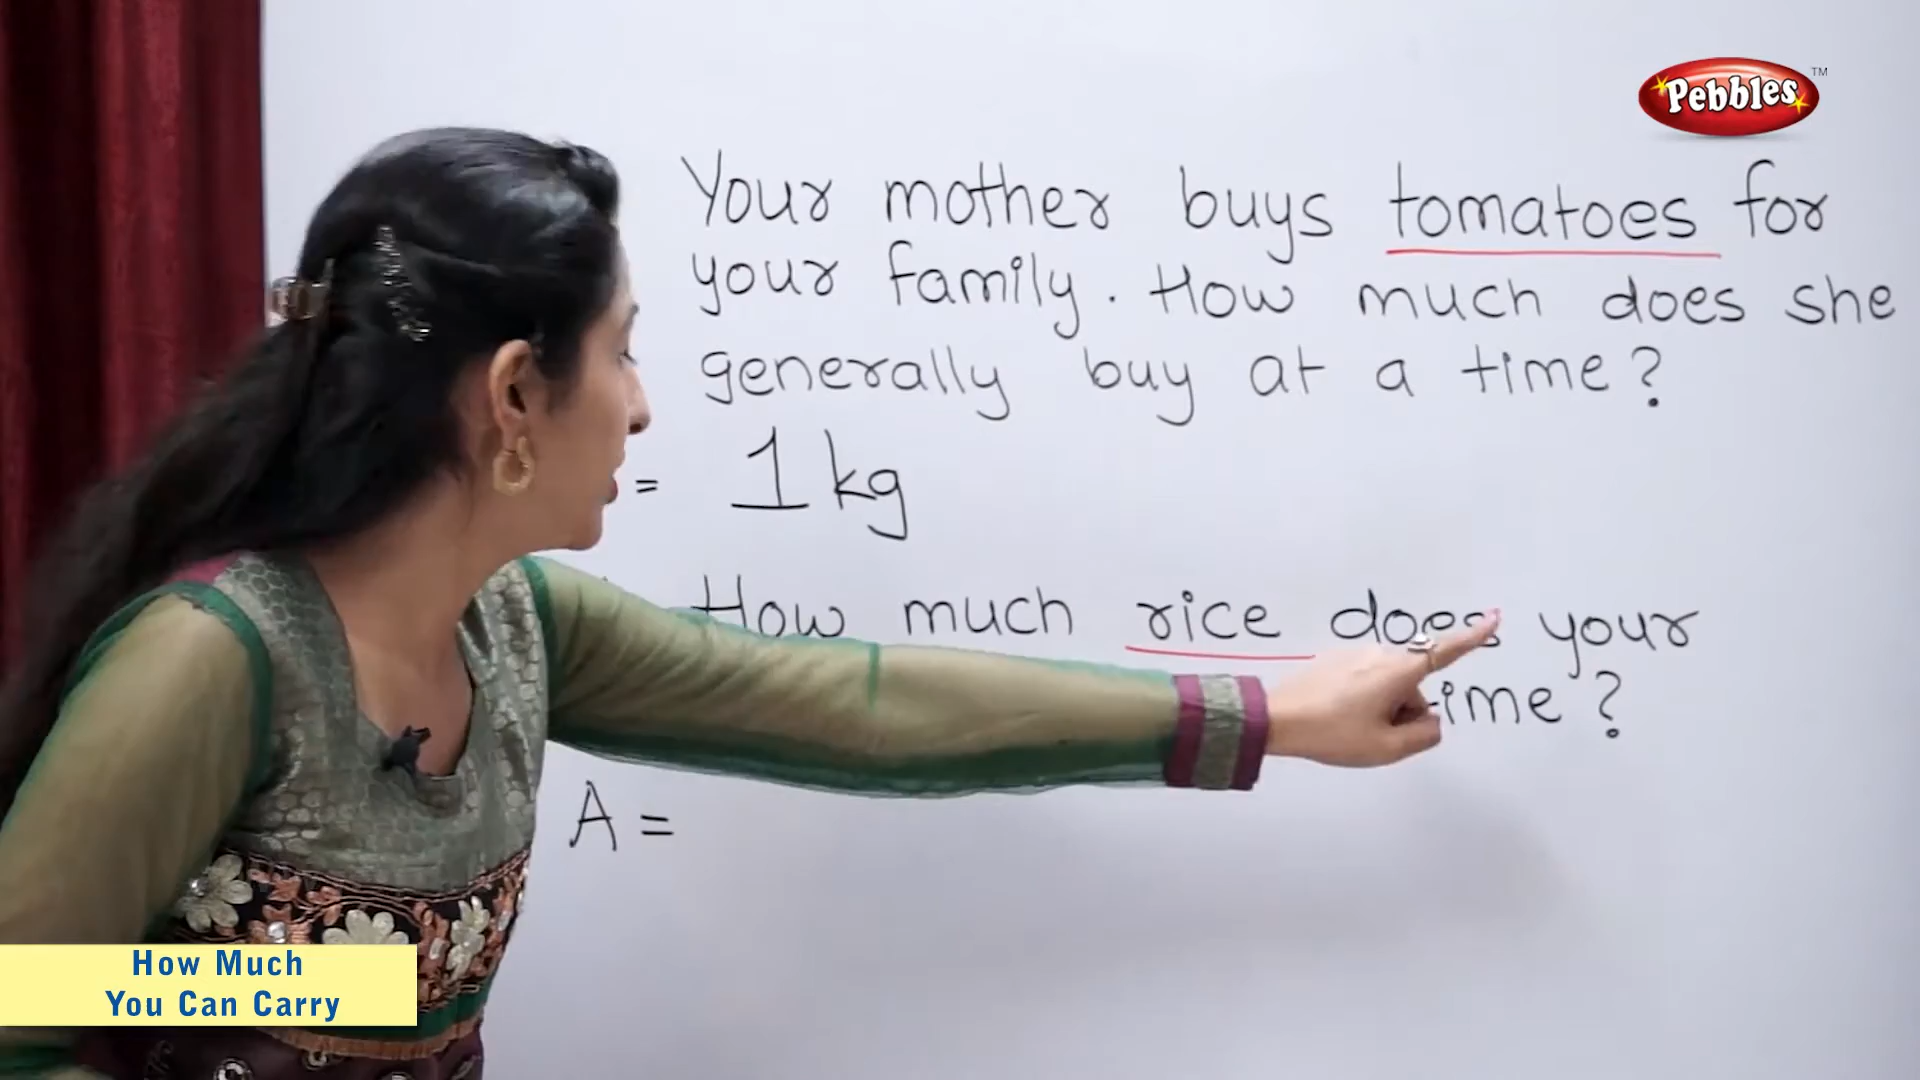 Pebbles™
Your mother buys tomatoes for
your family. How much does she
generally buy at a time?
= 1 kg
How much rice does your
time?
A =
How Much
You Can Carry